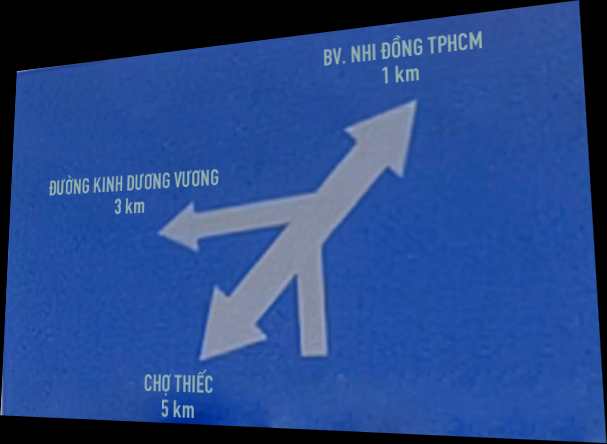 BV. NHI ĐỒNG TPHCM
1 km
ĐƯỜNG KINH DƯƠNG VƯƠNG
3 km
CHỢ THIẾC
5 km